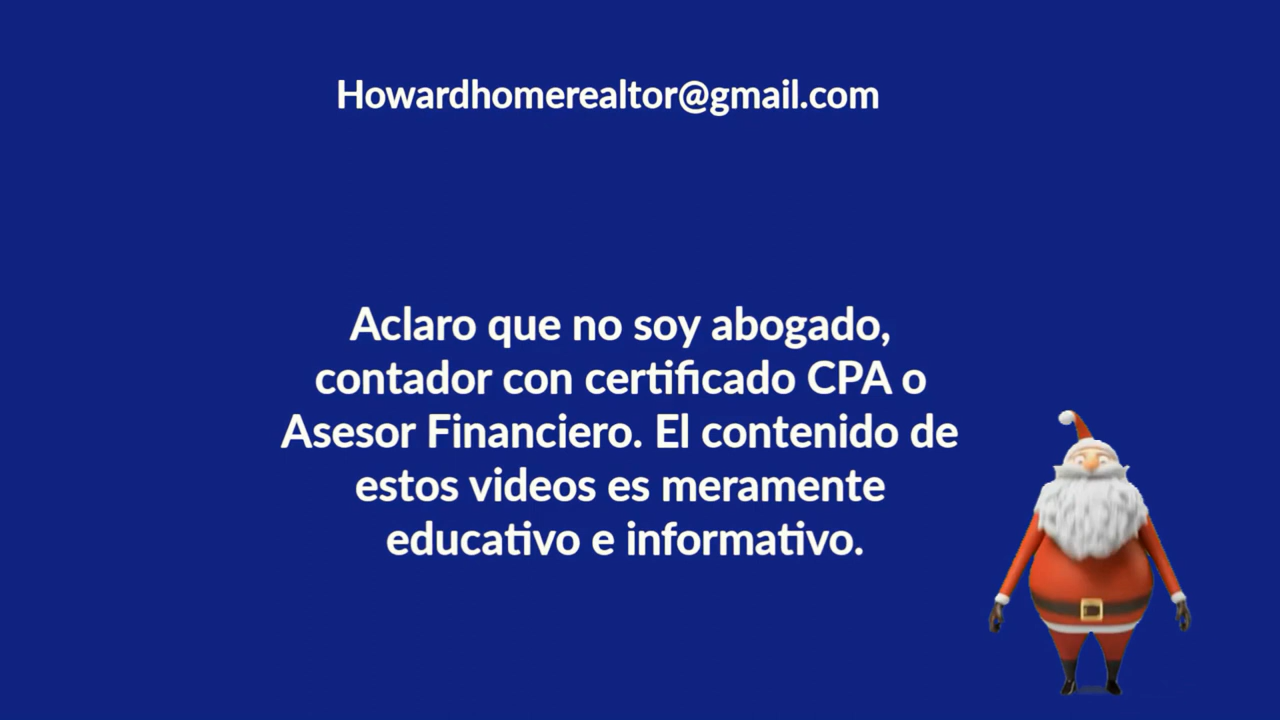 Howardhomerealtor@gmail.com
Aclaro que no soy abogado,
contador con certificado CPA o
Asesor Financiero. El contenido de
estos videos es meramente
educativo e informativo.